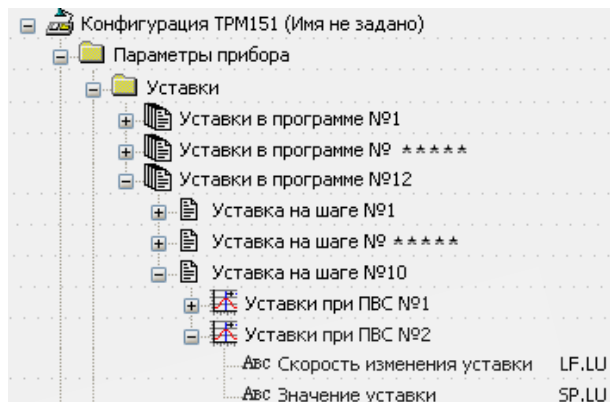 Конфигурация ТРМ151 (Имя не задано)
Параметры прибора
Уставки
Уставки в программе №1
Уставки в программе № *****
Уставки в программе №12
Уставка на шаге №1
Уставка на шаге № *****
Уставка на шаге №10
Уставки при ПВС №1
Уставки при ПВС №2
Авс Скорость изменения уставки LF.LU
Авс Значение уставки SP.LU